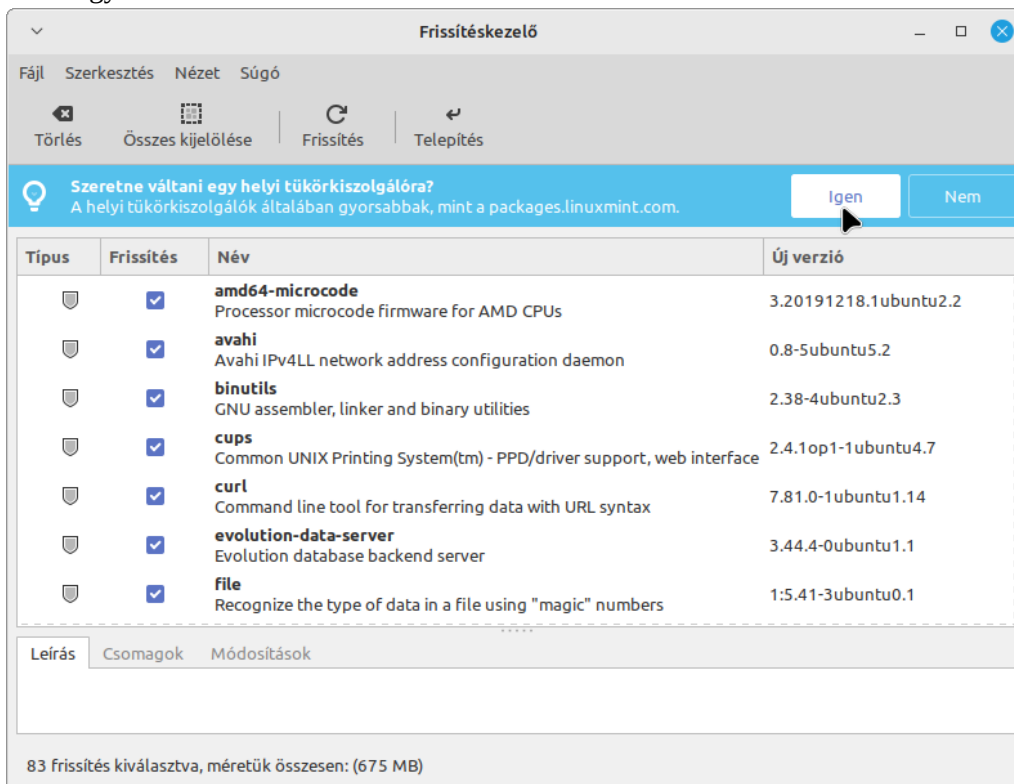 Frissítéskezelő
Fájl Szerkesztés Nézet Súgó
Törlés Összes kijelölése Frissítés Telepítés
Szeretne váltani egy helyi tükörkiszolgálóra?
A helyi tükörkiszolgálók általában gyorsabbak, mint a packages.linuxmint.com.
Igen Nem
Típus Frissítés Név Új verzió
amd64-microcode
Processor microcode firmware for AMD CPUs 3.20191218.1ubuntu2.2
avahi
Avahi IPv4LL network address configuration daemon 0.8-5ubuntu5.2
binutils
GNU assembler, linker and binary utilities 2.38-4ubuntu2.3
cups
Common UNIX Printing System(tm) - PPD/driver support, web interface 2.4.1op1-1ubuntu4.7
curl
Command line tool for transferring data with URL syntax 7.81.0-1ubuntu1.14
evolution-data-server
Evolution database backend server 3.44.4-0ubuntu1.1
file
Recognize the type of data in a file using "magic" numbers 1:5.41-3ubuntu0.1
Leírás Csomagok Módosítások
83 frissítés kiválasztva, méretük összesen: (675 MB)